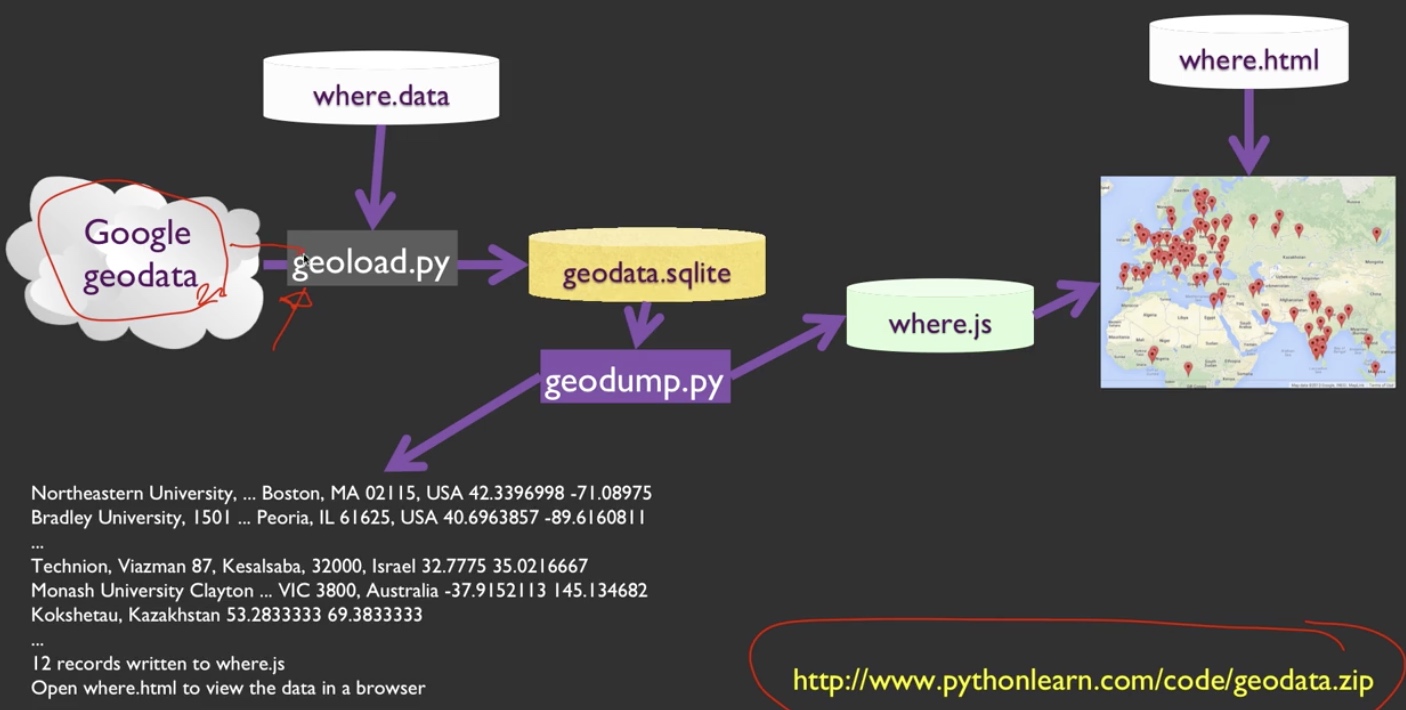 where.data
where.html
Google
geodata
geoload.py
geodata.sqlite
where.js
geodump.py
Northeastern University, ... Boston, MA 02115, USA 42.3396998 -71.08975
Bradley University, 1501 ... Peoria, IL 61625, USA 40.6963857 -89.6160811
...
Technion, Viazman 87, Kesalsaba, 32000, Israel 32.7775 35.0216667
Monash University Clayton ... VIC 3800, Australia -37.9152113 145.134682
Kokshetau, Kazakhstan 53.2833333 69.3833333
...
12 records written to where.js
Open where.html to view the data in a browser
http://www.pythonlearn.com/code/geodata.zip